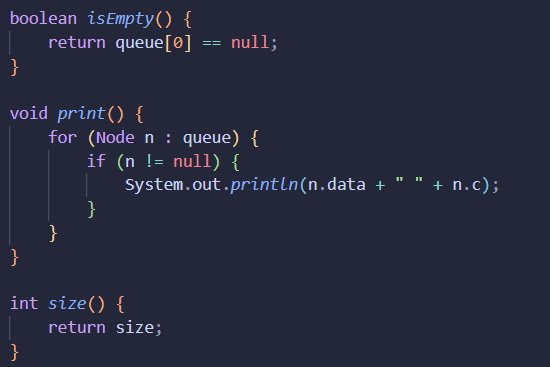 boolean isEmpty() {
    return queue[0] == null;
}

void print() {
    for (Node n : queue) {
        if (n != null) {
            System.out.println(n.data + " " + n.c);
        }
    }
}

int size() {
    return size;
}